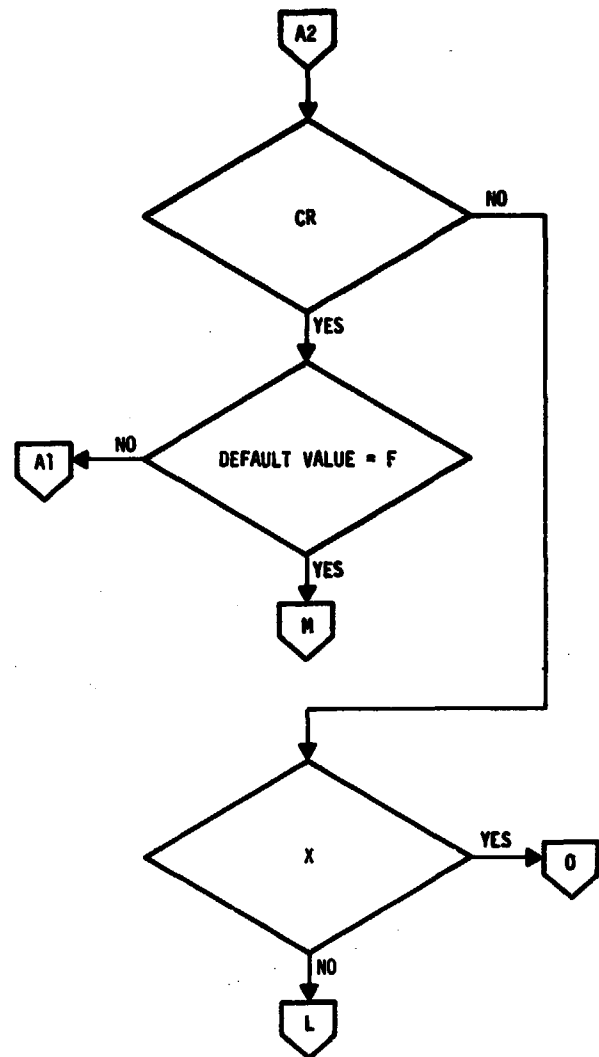 A2
CR
NO
YES
NO
A1
DEFAULT VALUE = F
YES
M
X
YES
O
NO
L